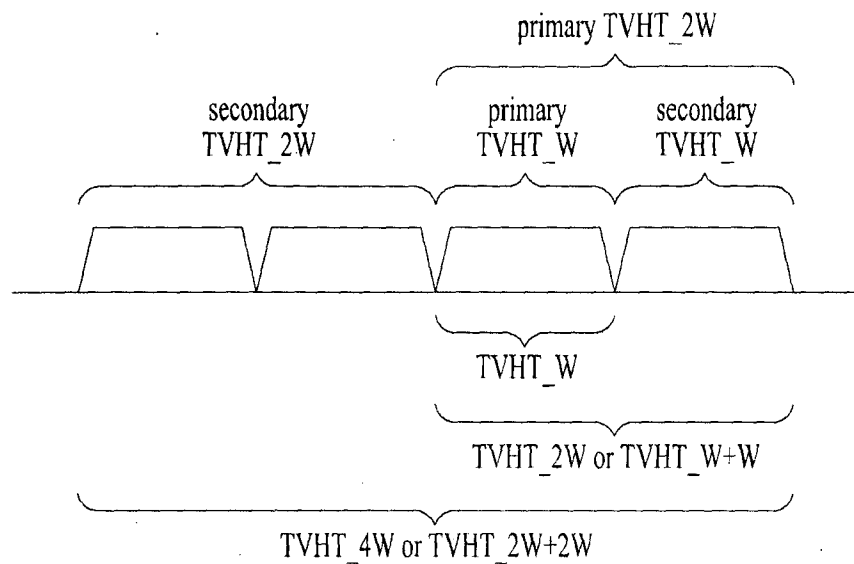 primary TVHT_2W
secondary
TVHT_2W
primary
TVHT_W
secondary
TVHT_W
TVHT_W
TVHT_2W or TVHT_W+W
TVHT_4W or TVHT_2W+2W